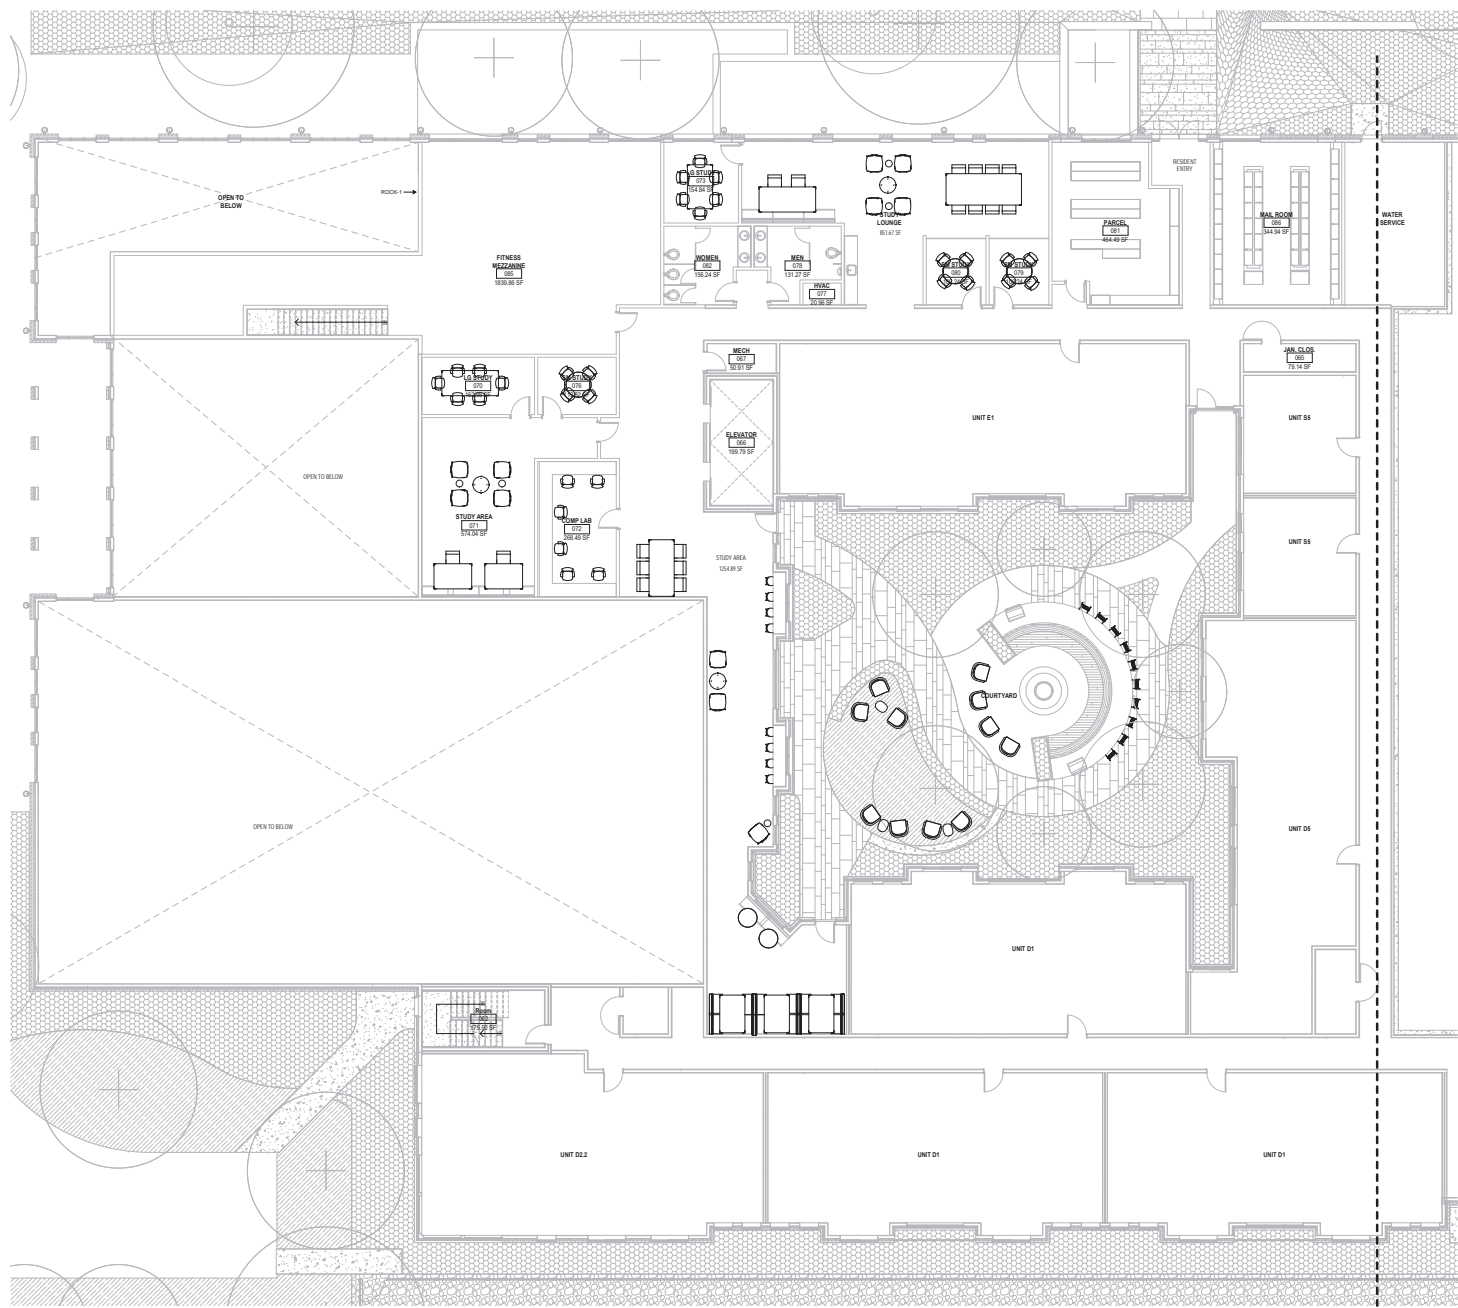 OPEN TO
BELOW
ROCK-1
FITNESS
MEZZANINE
085
1839.86 SF
LG STUDY
073
154.84 SF
WOMEN
082
156.24 SF
MEN
078
131.27 SF
HVAC
077
20.96 SF
STUDY
LOUNGE
851.67 SF
080
079
PARCEL
081
464.49 SF
RESIDENT
ENTRY
MAIL ROOM
086
344.94 SF
WATER
SERVICE
LG STUDY
070
076
MECH
067
50.91 SF
ELEVATOR
066
199.79 SF
UNIT E1
JAN. CLOS.
065
79.14 SF
UNIT S5
UNIT S5
OPEN TO BELOW
STUDY AREA
071
574.04 SF
COMP LAB
072
268.49 SF
STUDY AREA
1254.89 SF
COURTYARD
OPEN TO BELOW
UNIT D5
UNIT D1
Room
UNIT D2.2
UNIT D1
UNIT D1